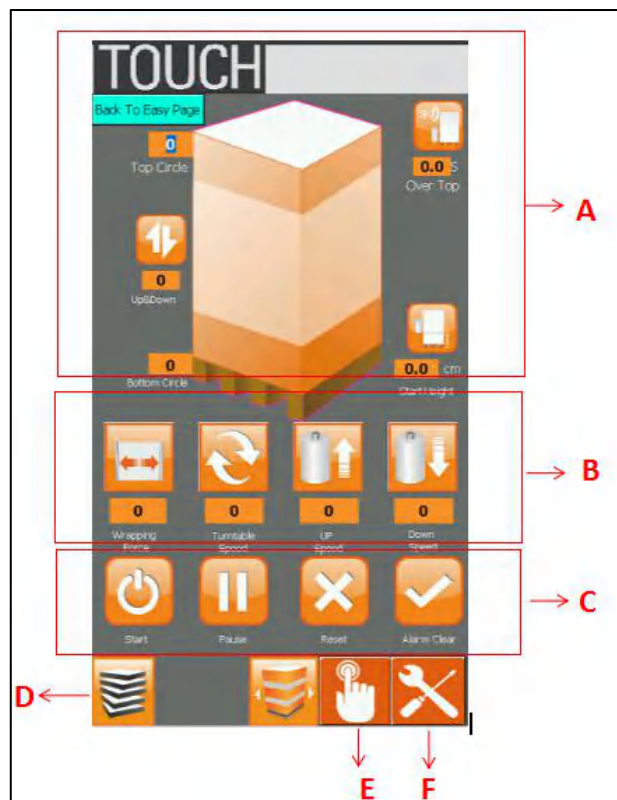 TOUCH
Back To Easy Page
0
Top Circle
0.0 S
Over Top
A
0
Up&Down
0
Bottom Circle
0.0 cm
Start Height
B
0 0 0 0
Wrapping Turntable UP Down
Force Speed Speed Speed
C
Start Pause Reset Alarm Clear
D
E F